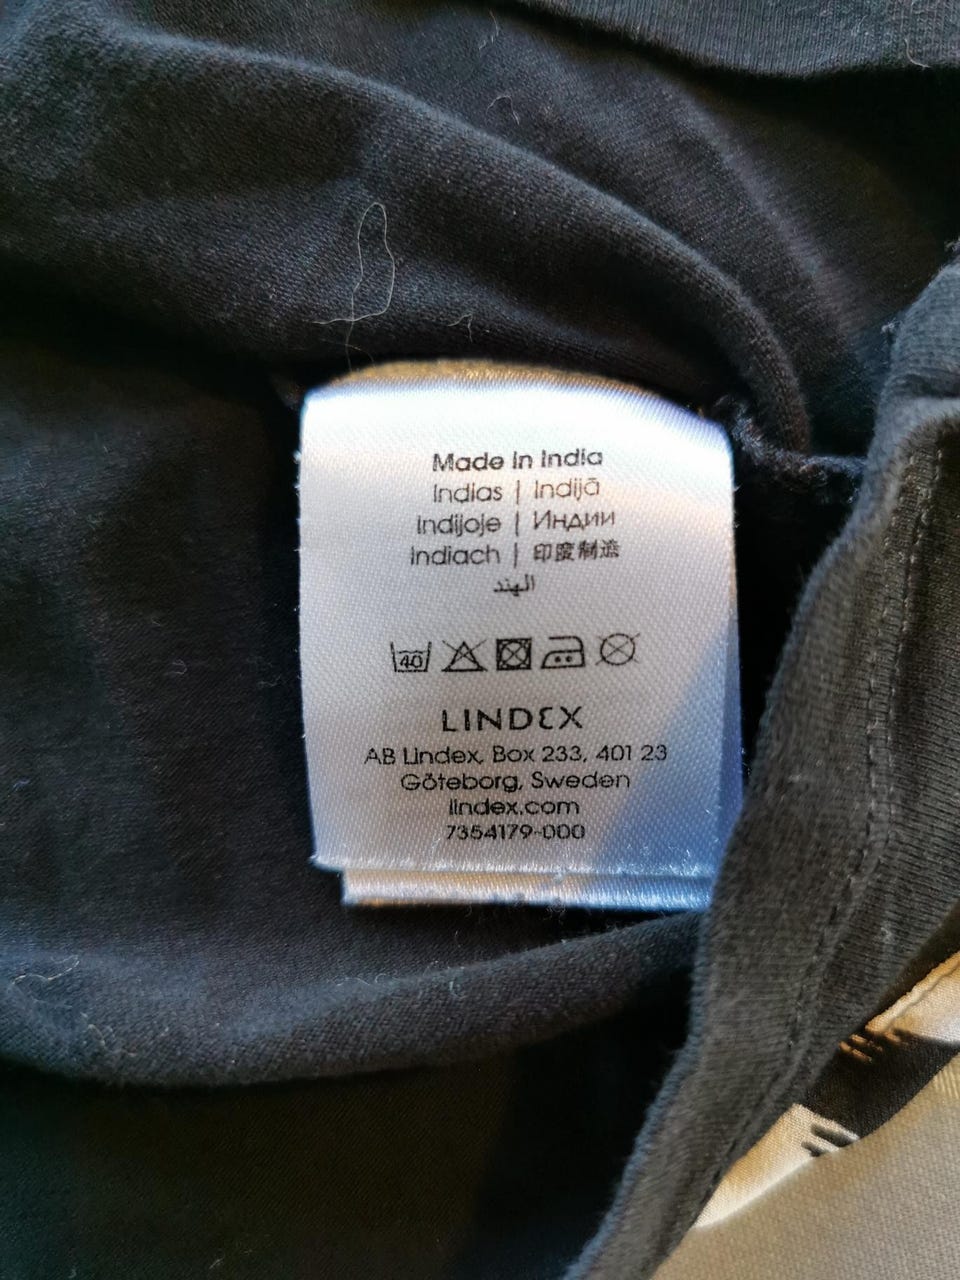 Made in India
Indias | Indijā
Indijoje | Индии
Indiach | 印度制造
الهند
40
LINDEX
AB Lindex, Box 233, 401 23
Göteborg, Sweden
lindex.com
7354179-000